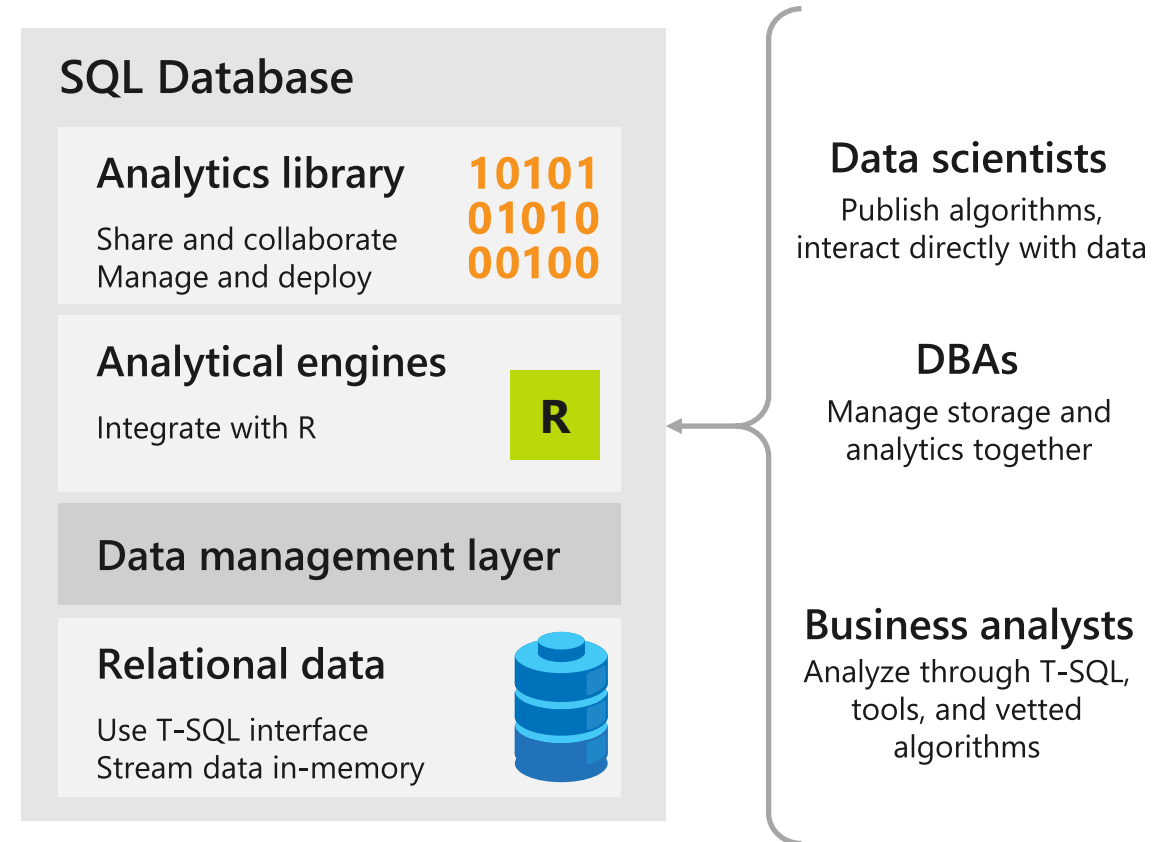 SQL Database
Analytics library
Share and collaborate
Manage and deploy
10101
01010
00100
Analytical engines
Integrate with R
R
Data management layer
Relational data
Use T-SQL interface
Stream data in-memory
Data scientists
Publish algorithms,
interact directly with data
DBAs
Manage storage and
analytics together
Business analysts
Analyze through T-SQL,
tools, and vetted
algorithms